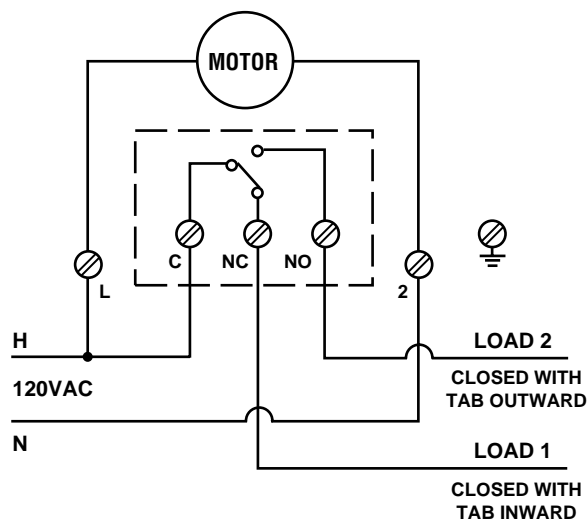 MOTOR
C NC NO
L 2
H LOAD 2
120VAC CLOSED WITH
TAB OUTWARD
N LOAD 1
CLOSED WITH
TAB INWARD